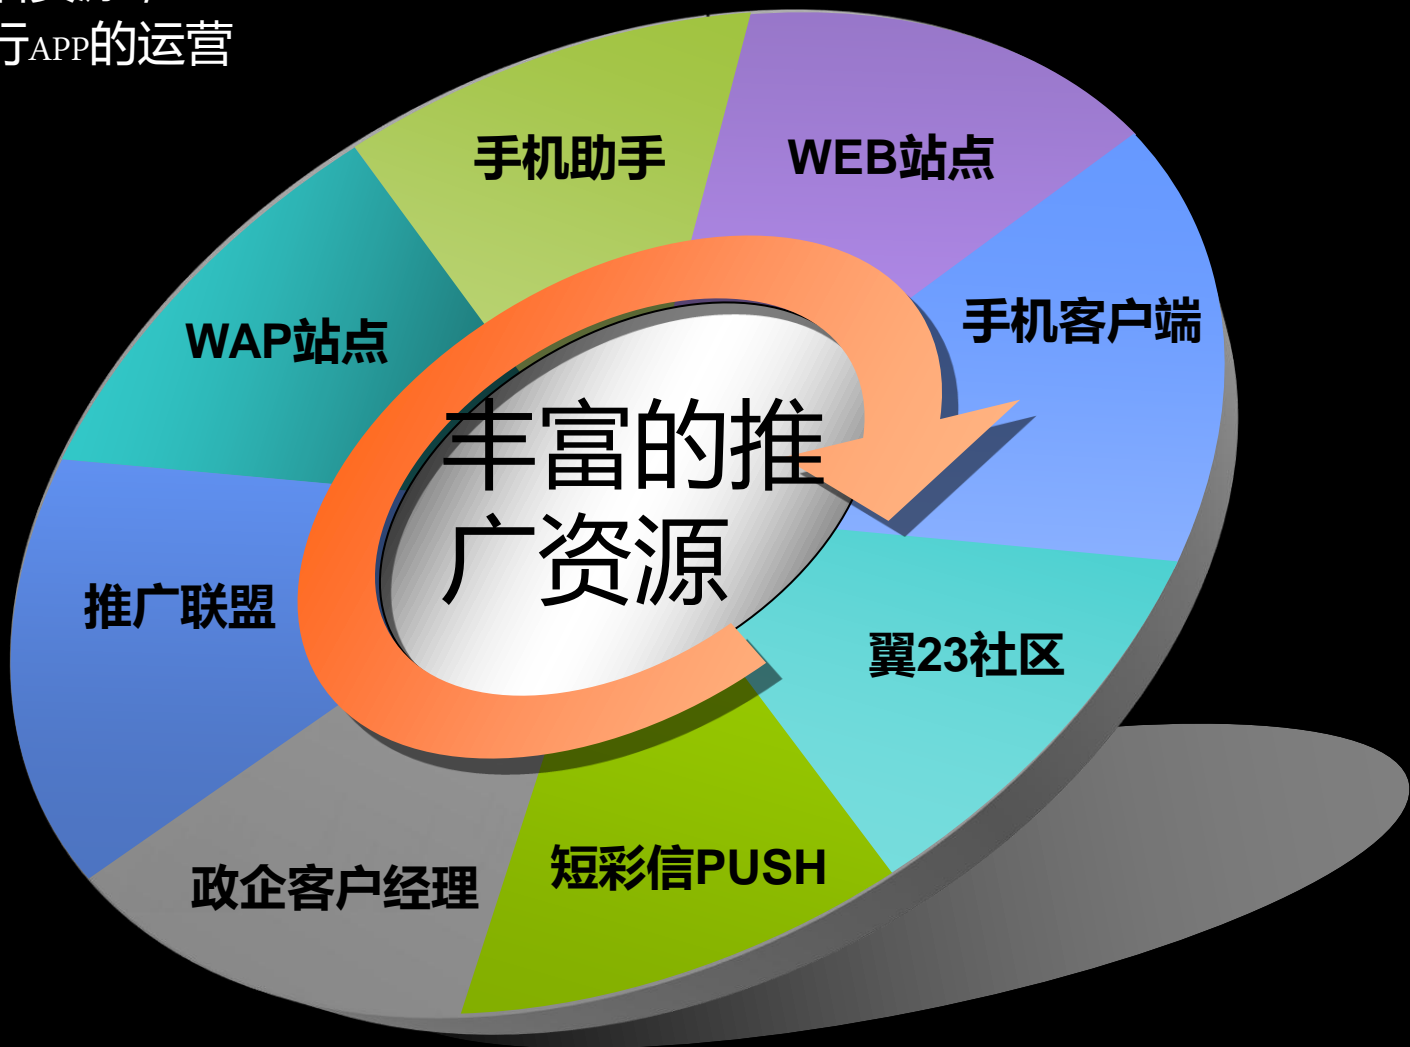 行APP的运营
手机助手
WEB站点
手机客户端
WAP站点
丰富的推
广资源
推广联盟
翼23社区
短彩信PUSH
政企客户经理